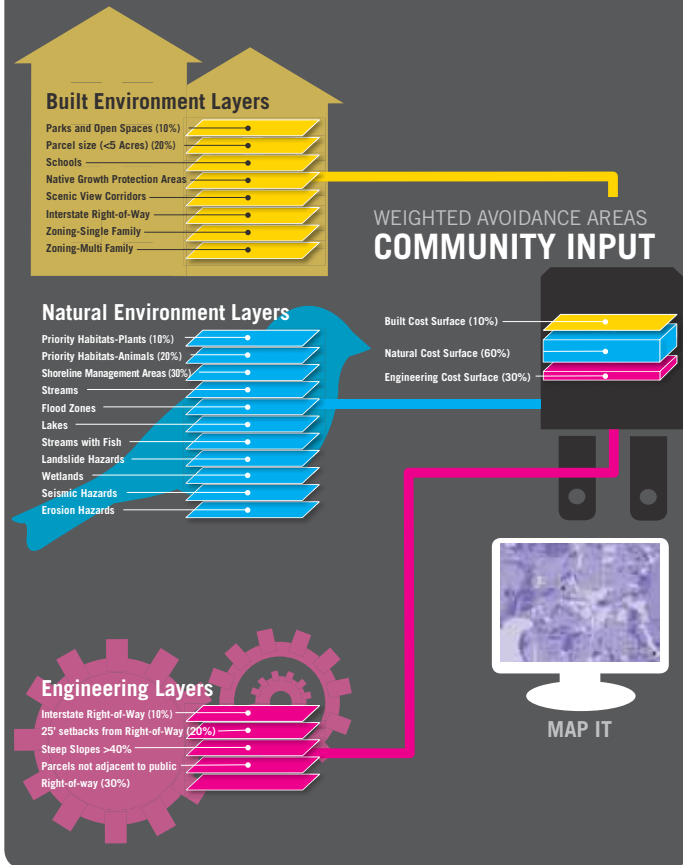 Built Environment Layers
Parks and Open Spaces (10%)
Parcel size (<5 Acres) (20%)
Schools
Native Growth Protection Areas
Scenic View Corridors
Interstate Right-of-Way
Zoning-Single Family
Zoning-Multi Family
WEIGHTED AVOIDANCE AREAS
COMMUNITY INPUT
Built Cost Surface (10%)
Natural Cost Surface (60%)
Engineering Cost Surface (30%)
Natural Environment Layers
Priority Habitats-Plants (10%)
Priority Habitats-Animals (20%)
Shoreline Management Areas (30%)
Streams
Flood Zones
Lakes
Streams with Fish
Landslide Hazards
Wetlands
Seismic Hazards
Erosion Hazards
Engineering Layers
Interstate Right-of-Way (10%)
25' setbacks from Right-of-Way (20%)
Steep Slopes >40%
Parcels not adjacent to public
Right-of-way (30%)
MAP IT